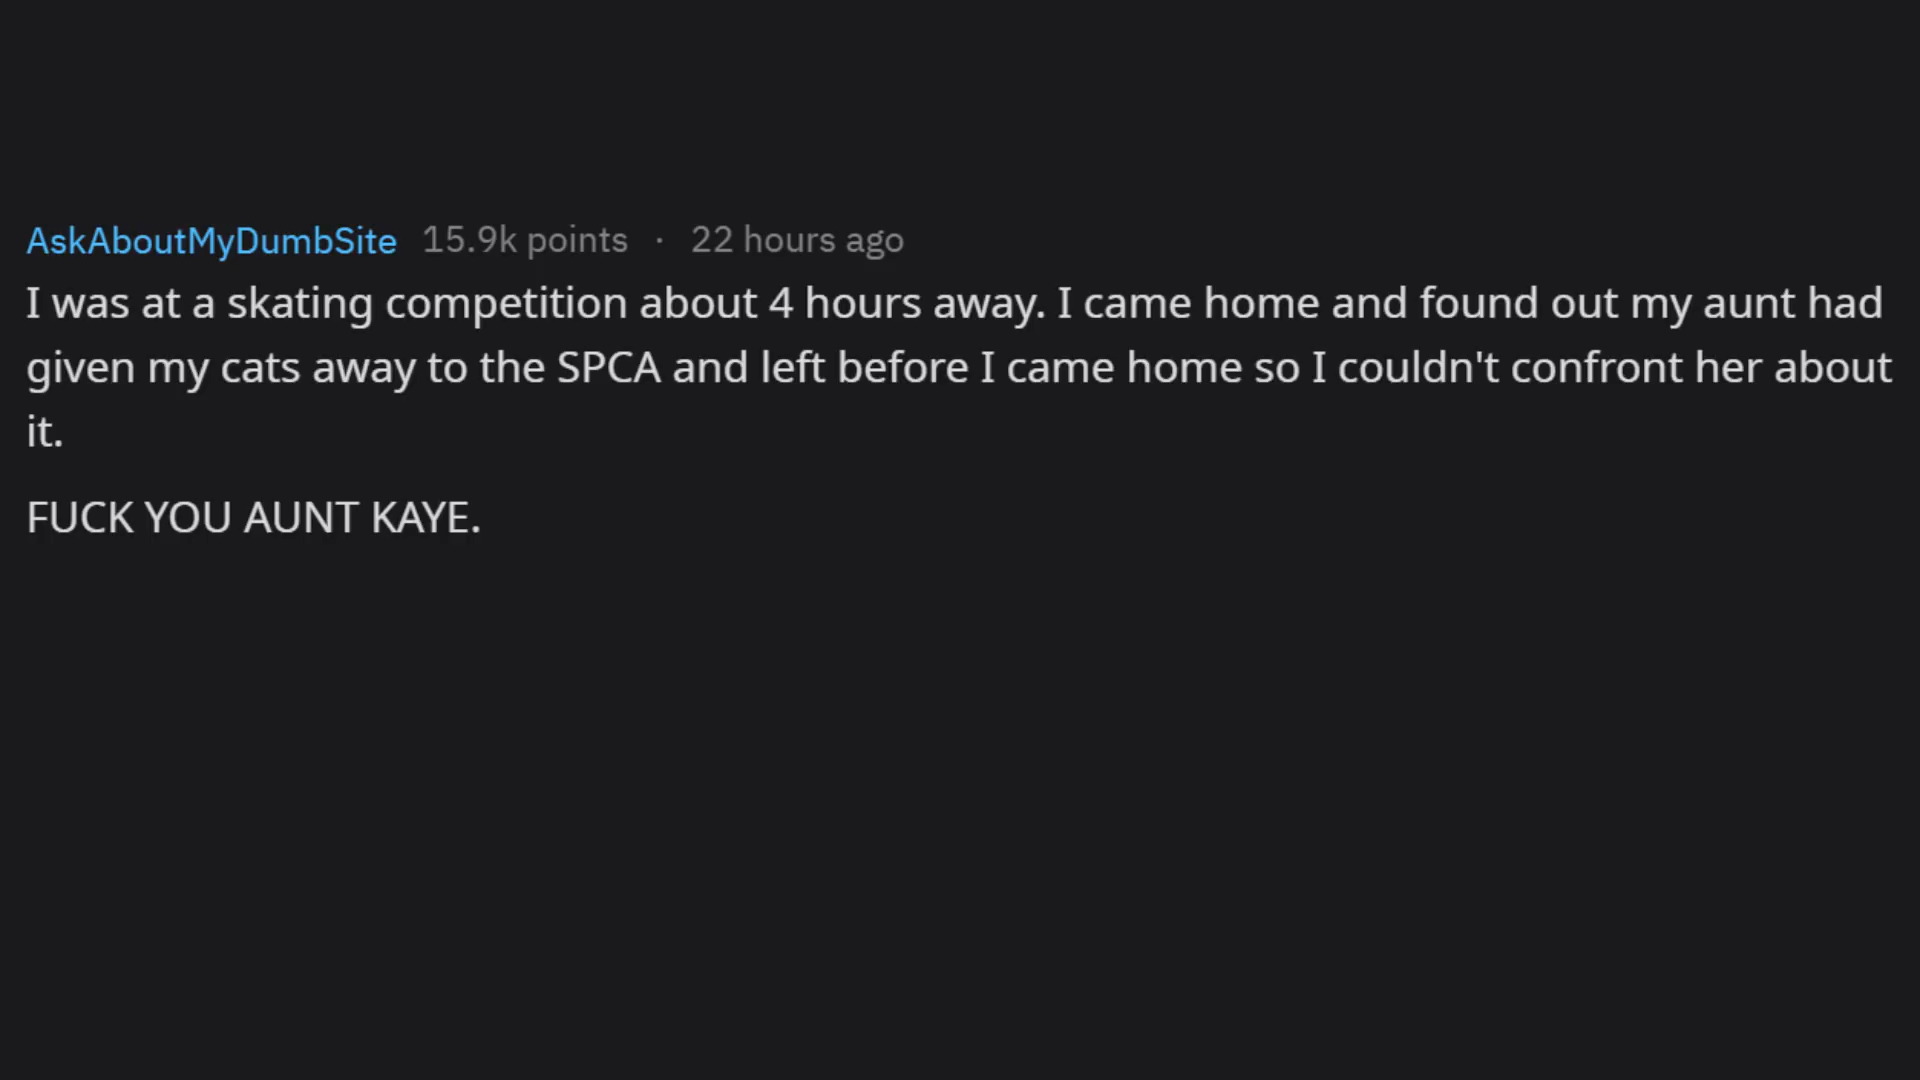 AskAboutMyDumbSite 15.9k points · 22 hours ago
I was at a skating competition about 4 hours away. I came home and found out my aunt had
given my cats away to the SPCA and left before I came home so I couldn't confront her about
it.
FUCK YOU AUNT KAYE.